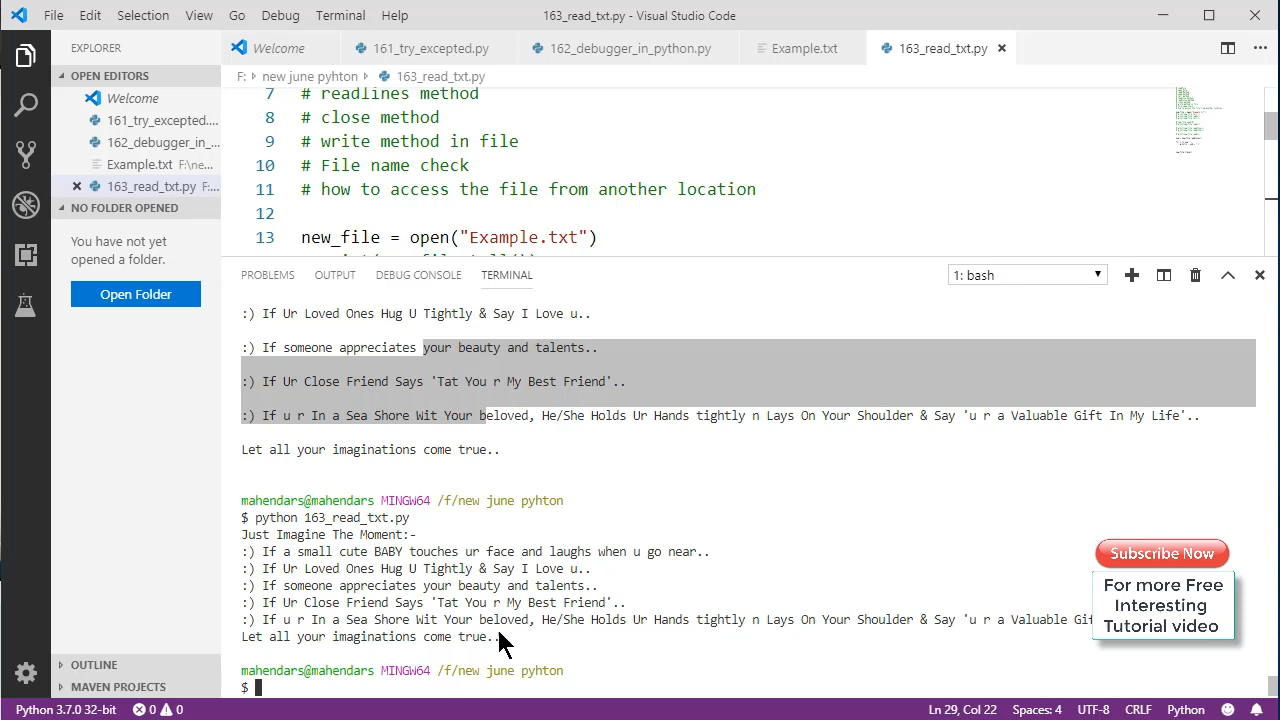 File Edit Selection View Go Debug Terminal Help 163_read_txt.py - Visual Studio Code
EXPLORER
OPEN EDITORS
Welcome
161_try_excepted....
162_debugger_in_...
Example.txt F:\ne...
163_read_txt.py F:...
NO FOLDER OPENED
You have not yet
opened a folder.
Open Folder
OUTLINE
MAVEN PROJECTS
Welcome 161_try_excepted.py 162_debugger_in_python.py Example.txt 163_read_txt.py
F: new june pyhton 163_read_txt.py
7 # readlines method
8 # close method
9 # write method in file
10 # File name check
11 # how to access the file from another location
12
13 new_file = open("Example.txt")
PROBLEMS OUTPUT DEBUG CONSOLE TERMINAL 1: bash
:) If Ur Loved Ones Hug U Tightly & Say I Love u..
:) If someone appreciates your beauty and talents..
:) If Ur Close Friend Says 'Tat You r My Best Friend'..
:) If u r In a Sea Shore Wit Your beloved, He/She Holds Ur Hands tightly n Lays On Your Shoulder & Say 'u r a Valuable Gift In My Life'..
Let all your imaginations come true..
mahendars@mahendars MINGW64 /f/new june pyhton
$ python 163_read_txt.py
Just Imagine The Moment:-
:) If a small cute BABY touches ur face and laughs when u go near..
:) If Ur Loved Ones Hug U Tightly & Say I Love u..
:) If someone appreciates your beauty and talents..
:) If Ur Close Friend Says 'Tat You r My Best Friend'..
:) If u r In a Sea Shore Wit Your beloved, He/She Holds Ur Hands tightly n Lays On Your Shoulder & Say 'u r a Valuable Gi
Let all your imaginations come true..
mahendars@mahendars MINGW64 /f/new june pyhton
$
Subscribe Now
For more Free
Interesting
Tutorial video
Python 3.7.0 32-bit 0 0 Ln 29, Col 22 Spaces: 4 UTF-8 CRLF Python